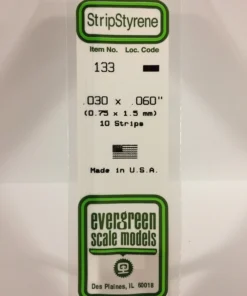 StripStyrene
Item No. Loc. Code
133
.030 x .060"
(0.75 x 1.5 mm)
10 Strips
Made in U.S.A.
evergreen
scale models
Des Plaines, IL 60018